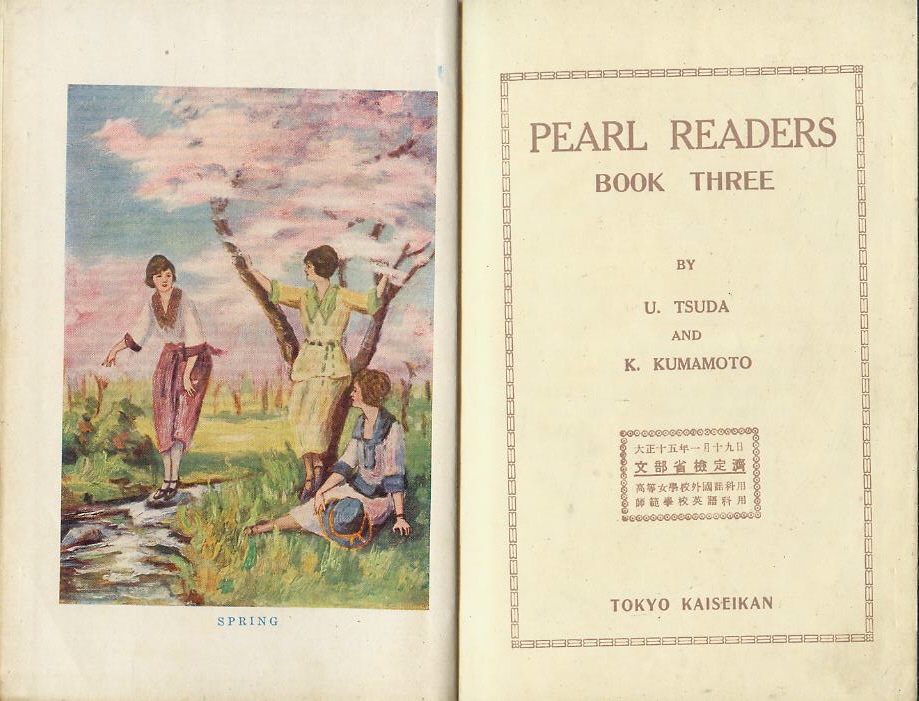 SPRING
PEARL READERS
BOOK THREE
BY
U. TSUDA
AND
K. KUMAMOTO
大正十五年一月十九日
文部省檢定濟
高等女學校外國語科用
師範學校英語科用
TOKYO KAISEIKAN